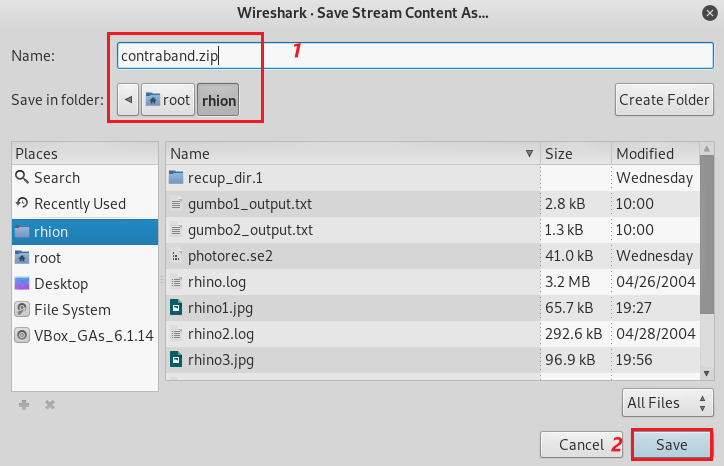 Wireshark · Save Stream Content As...
Name: contraband.zip 1
Save in folder: root rhion Create Folder
Places Name Size Modified
Search recup_dir.1 Wednesday
Recently Used gumbo1_output.txt 2.8 kB 10:00
rhion gumbo2_output.txt 1.3 kB 10:00
root photorec.se2 41.0 kB Wednesday
Desktop rhino.log 3.2 MB 04/26/2004
File System rhino1.jpg 65.7 kB 19:27
VBox_GAs_6.1.14 rhino2.log 292.6 kB 04/28/2004
rhino3.jpg 96.9 kB 19:56
All Files
Cancel 2 Save